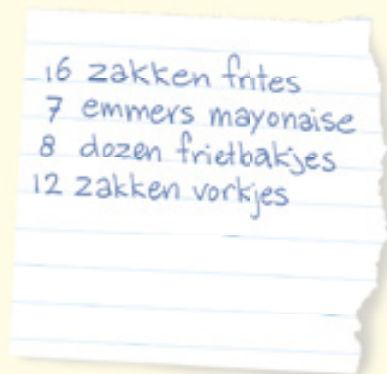 16 zakken frites
7 emmers mayonaise
8 dozen frietbakjes
12 zakken vorkjes